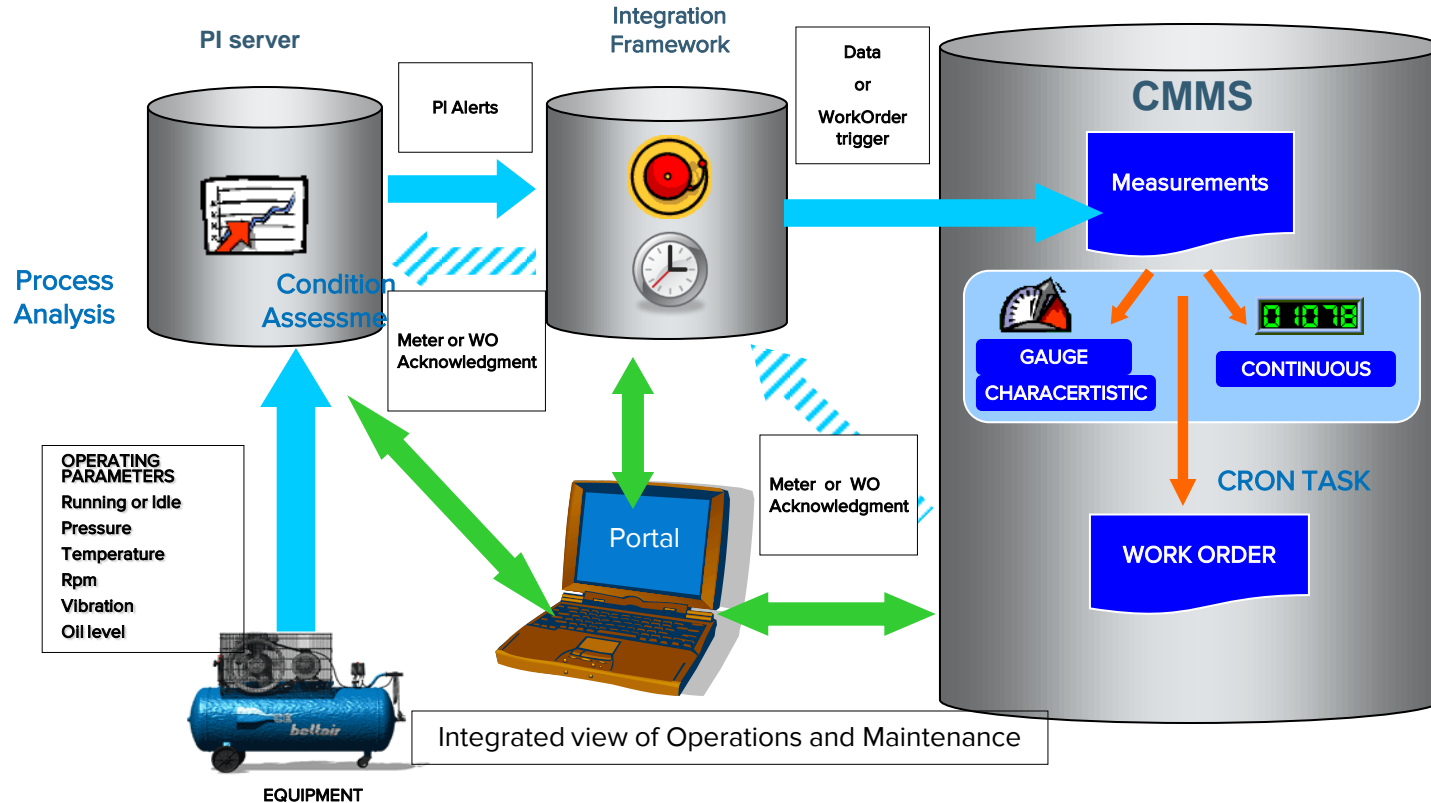 PI server
Integration
Framework
PI Alerts
Data
or
WorkOrder
trigger
CMMS
Measurements
Process
Analysis
Condition
Assessme
Meter or WO
Acknowledgment
GAUGE
CHARACERTISTIC
01078
CONTINUOUS
OPERATING
PARAMETERS
Running or Idle
Pressure
Temperature
Rpm
Vibration
Oil level
Portal
Meter or WO
Acknowledgment
CRON TASK
WORK ORDER
beltair
Integrated view of Operations and Maintenance
EQUIPMENT